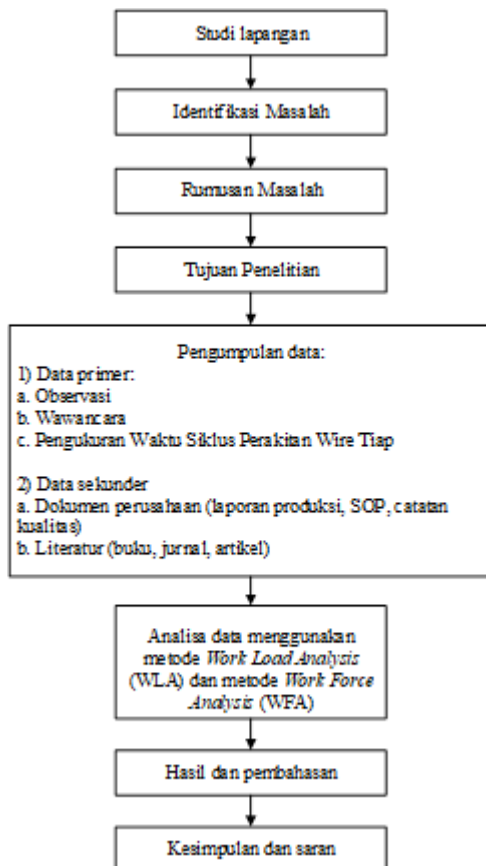 Studi lapangan
Identifikasi Masalah
Rumusan Masalah
Tujuan Penelitian
Pengumpulan data:
1) Data primer:
a. Observasi
b. Wawancara
c. Pengukuran Waktu Siklus Perakitan Wire Tiap
2) Data sekunder
a. Dokumen perusahaan (laporan produksi, SOP, catatan
kualitas)
b. Literatur (buku, jurnal, artikel)
Analisa data menggunakan
metode Work Load Analysis
(WLA) dan metode Work Force
Analysis (WFA)
Hasil dan pembahasan
Kesimpulan dan saran